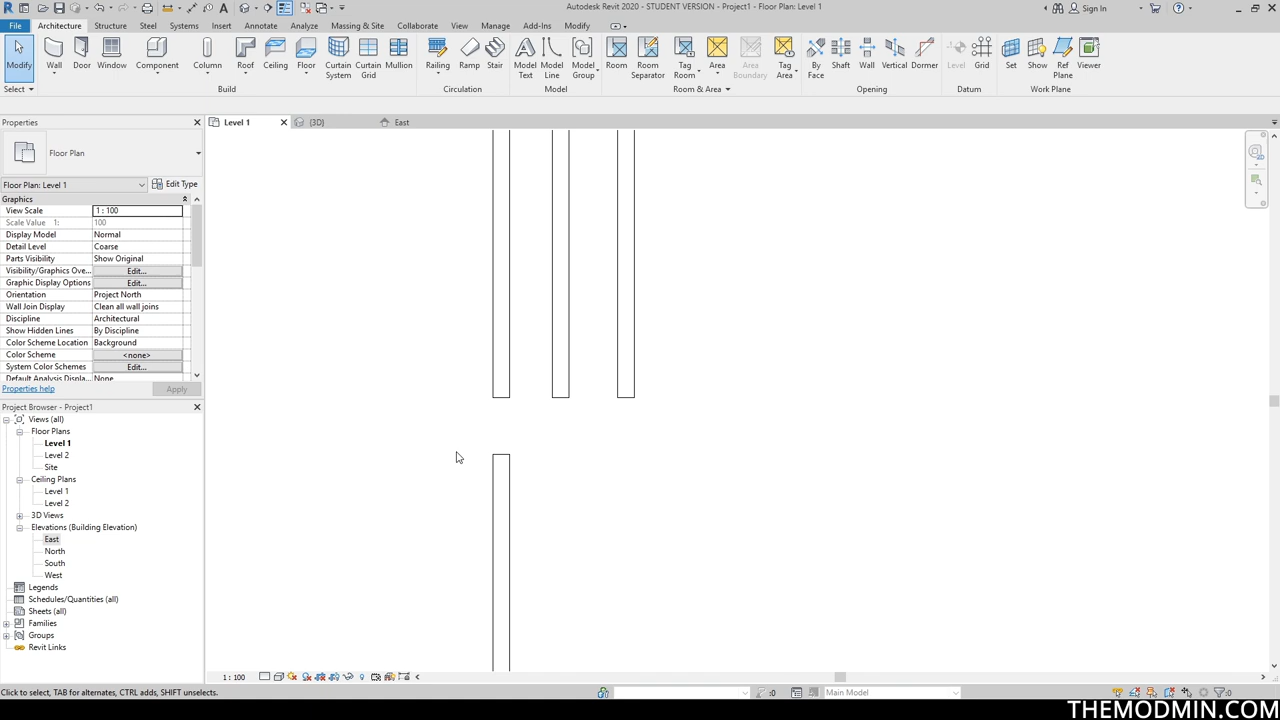 Autodesk Revit 2020 - STUDENT VERSION - Project1 - Floor Plan: Level 1
Sign In
File Architecture Structure Steel Systems Insert Annotate Analyze Massing & Site Collaborate View Manage Add-Ins Modify
Modify Wall Door Window Component Column Roof Ceiling Floor Curtain System Curtain Grid Mullion Railing Ramp Stair Model Text Model Line Model Group Room Room Separator Tag Room Area Area Boundary Tag Area By Face Shaft Wall Vertical Dormer Level Grid Set Show Ref Plane Viewer
Select Build Circulation Model Room & Area Opening Datum Work Plane
Properties
Level 1 {3D} East
Floor Plan
Floor Plan: Level 1 Edit Type
Graphics
View Scale 1 : 100
Scale Value 1: 100
Display Model Normal
Detail Level Coarse
Parts Visibility Show Original
Visibility/Graphics Ove... Edit...
Graphic Display Options Edit...
Orientation Project North
Wall Join Display Clean all wall joins
Discipline Architectural
Show Hidden Lines By Discipline
Color Scheme Location Background
Color Scheme <none>
System Color Schemes Edit...
Default Analysis Displa... None
Properties help Apply
Project Browser - Project1
Views (all)
Floor Plans
Level 1
Level 2
Site
Ceiling Plans
Level 1
Level 2
3D Views
Elevations (Building Elevation)
East
North
South
West
Legends
Schedules/Quantities (all)
Sheets (all)
Families
Groups
Revit Links
1 : 100
Click to select, TAB for alternates, CTRL adds, SHIFT unselects. :0 Main Model :0
THEMODMIN.COM